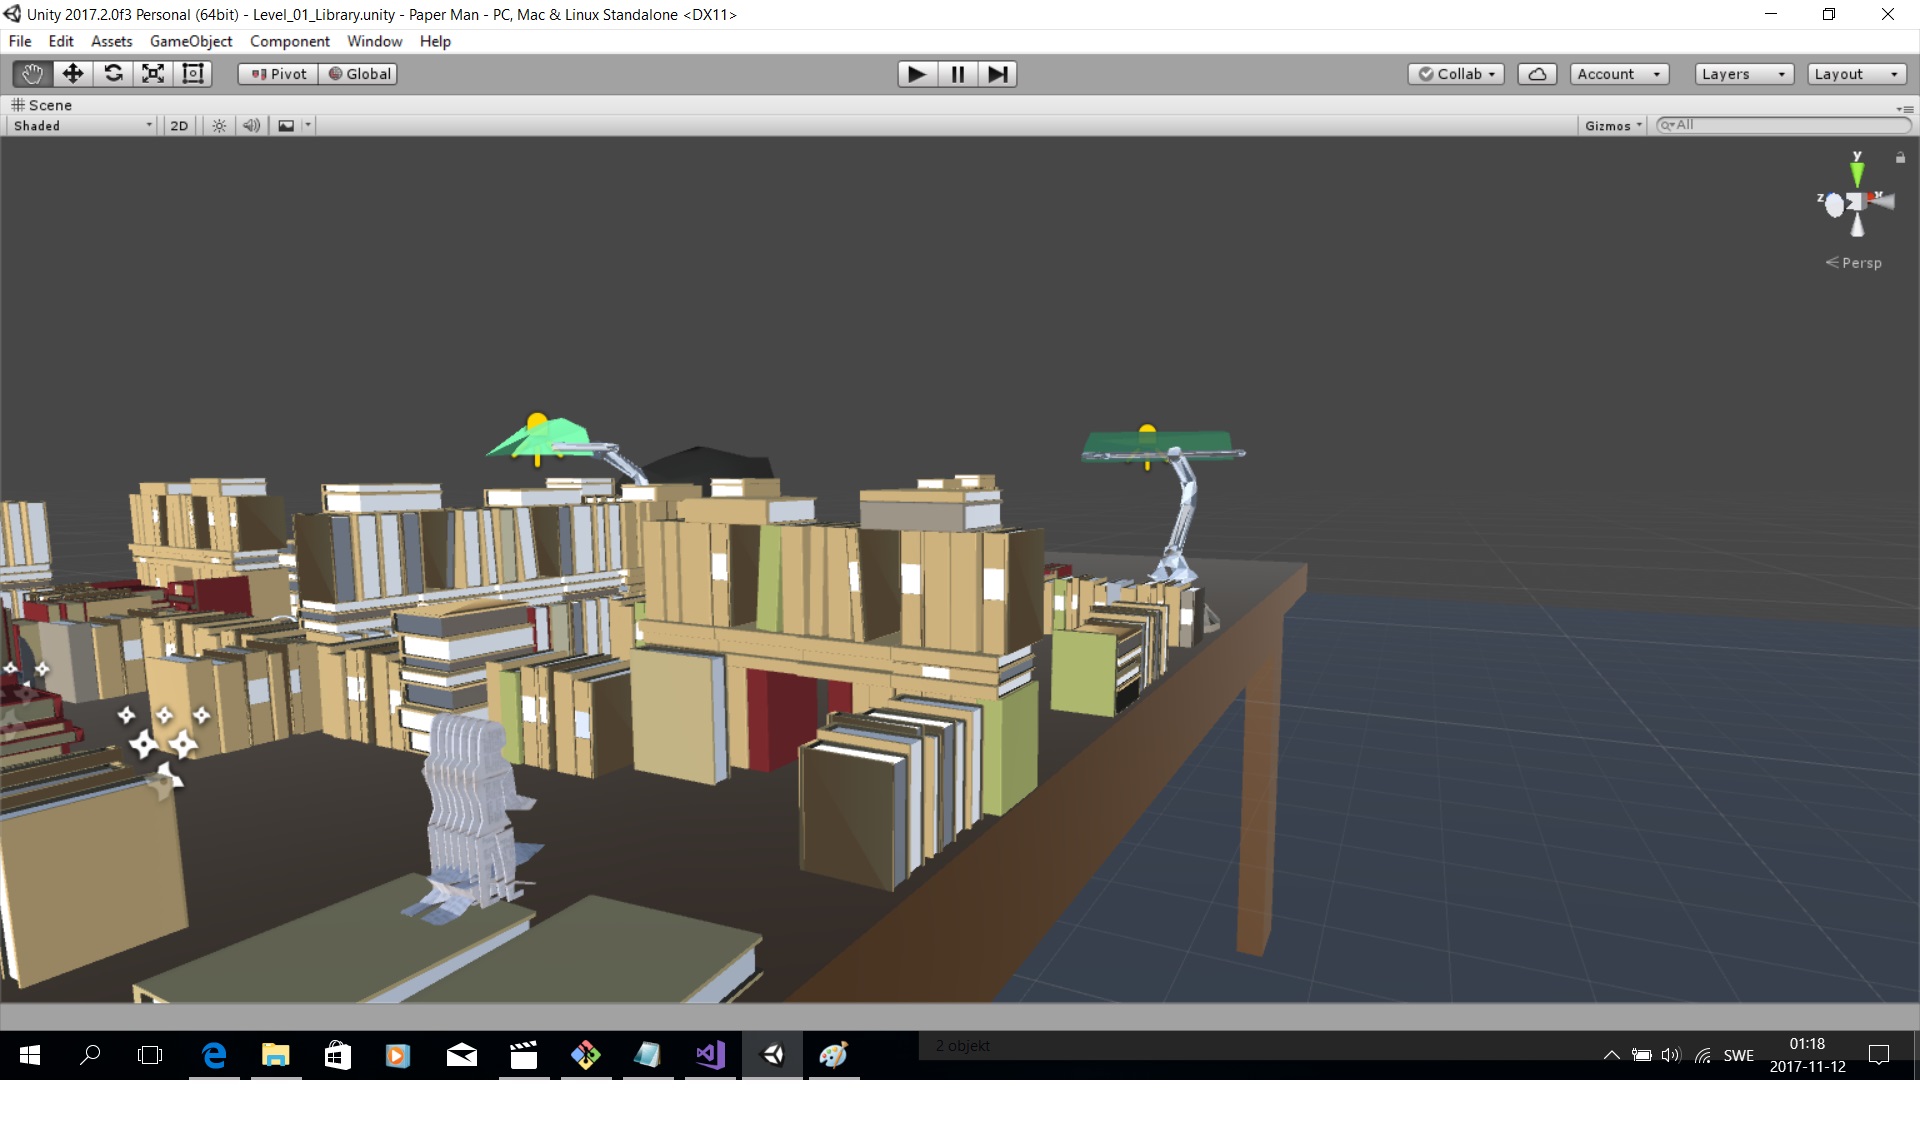 Unity 2017.2.0f3 Personal (64bit) - Level_01_Library.unity - Paper Man - PC, Mac & Linux Standalone <DX11>
File Edit Assets GameObject Component Window Help
Pivot Global Collab Account Layers Layout
Scene
Shaded 2D Gizmos All
y
z x
Persp
2 objekt
SWE
01:18
2017-11-12